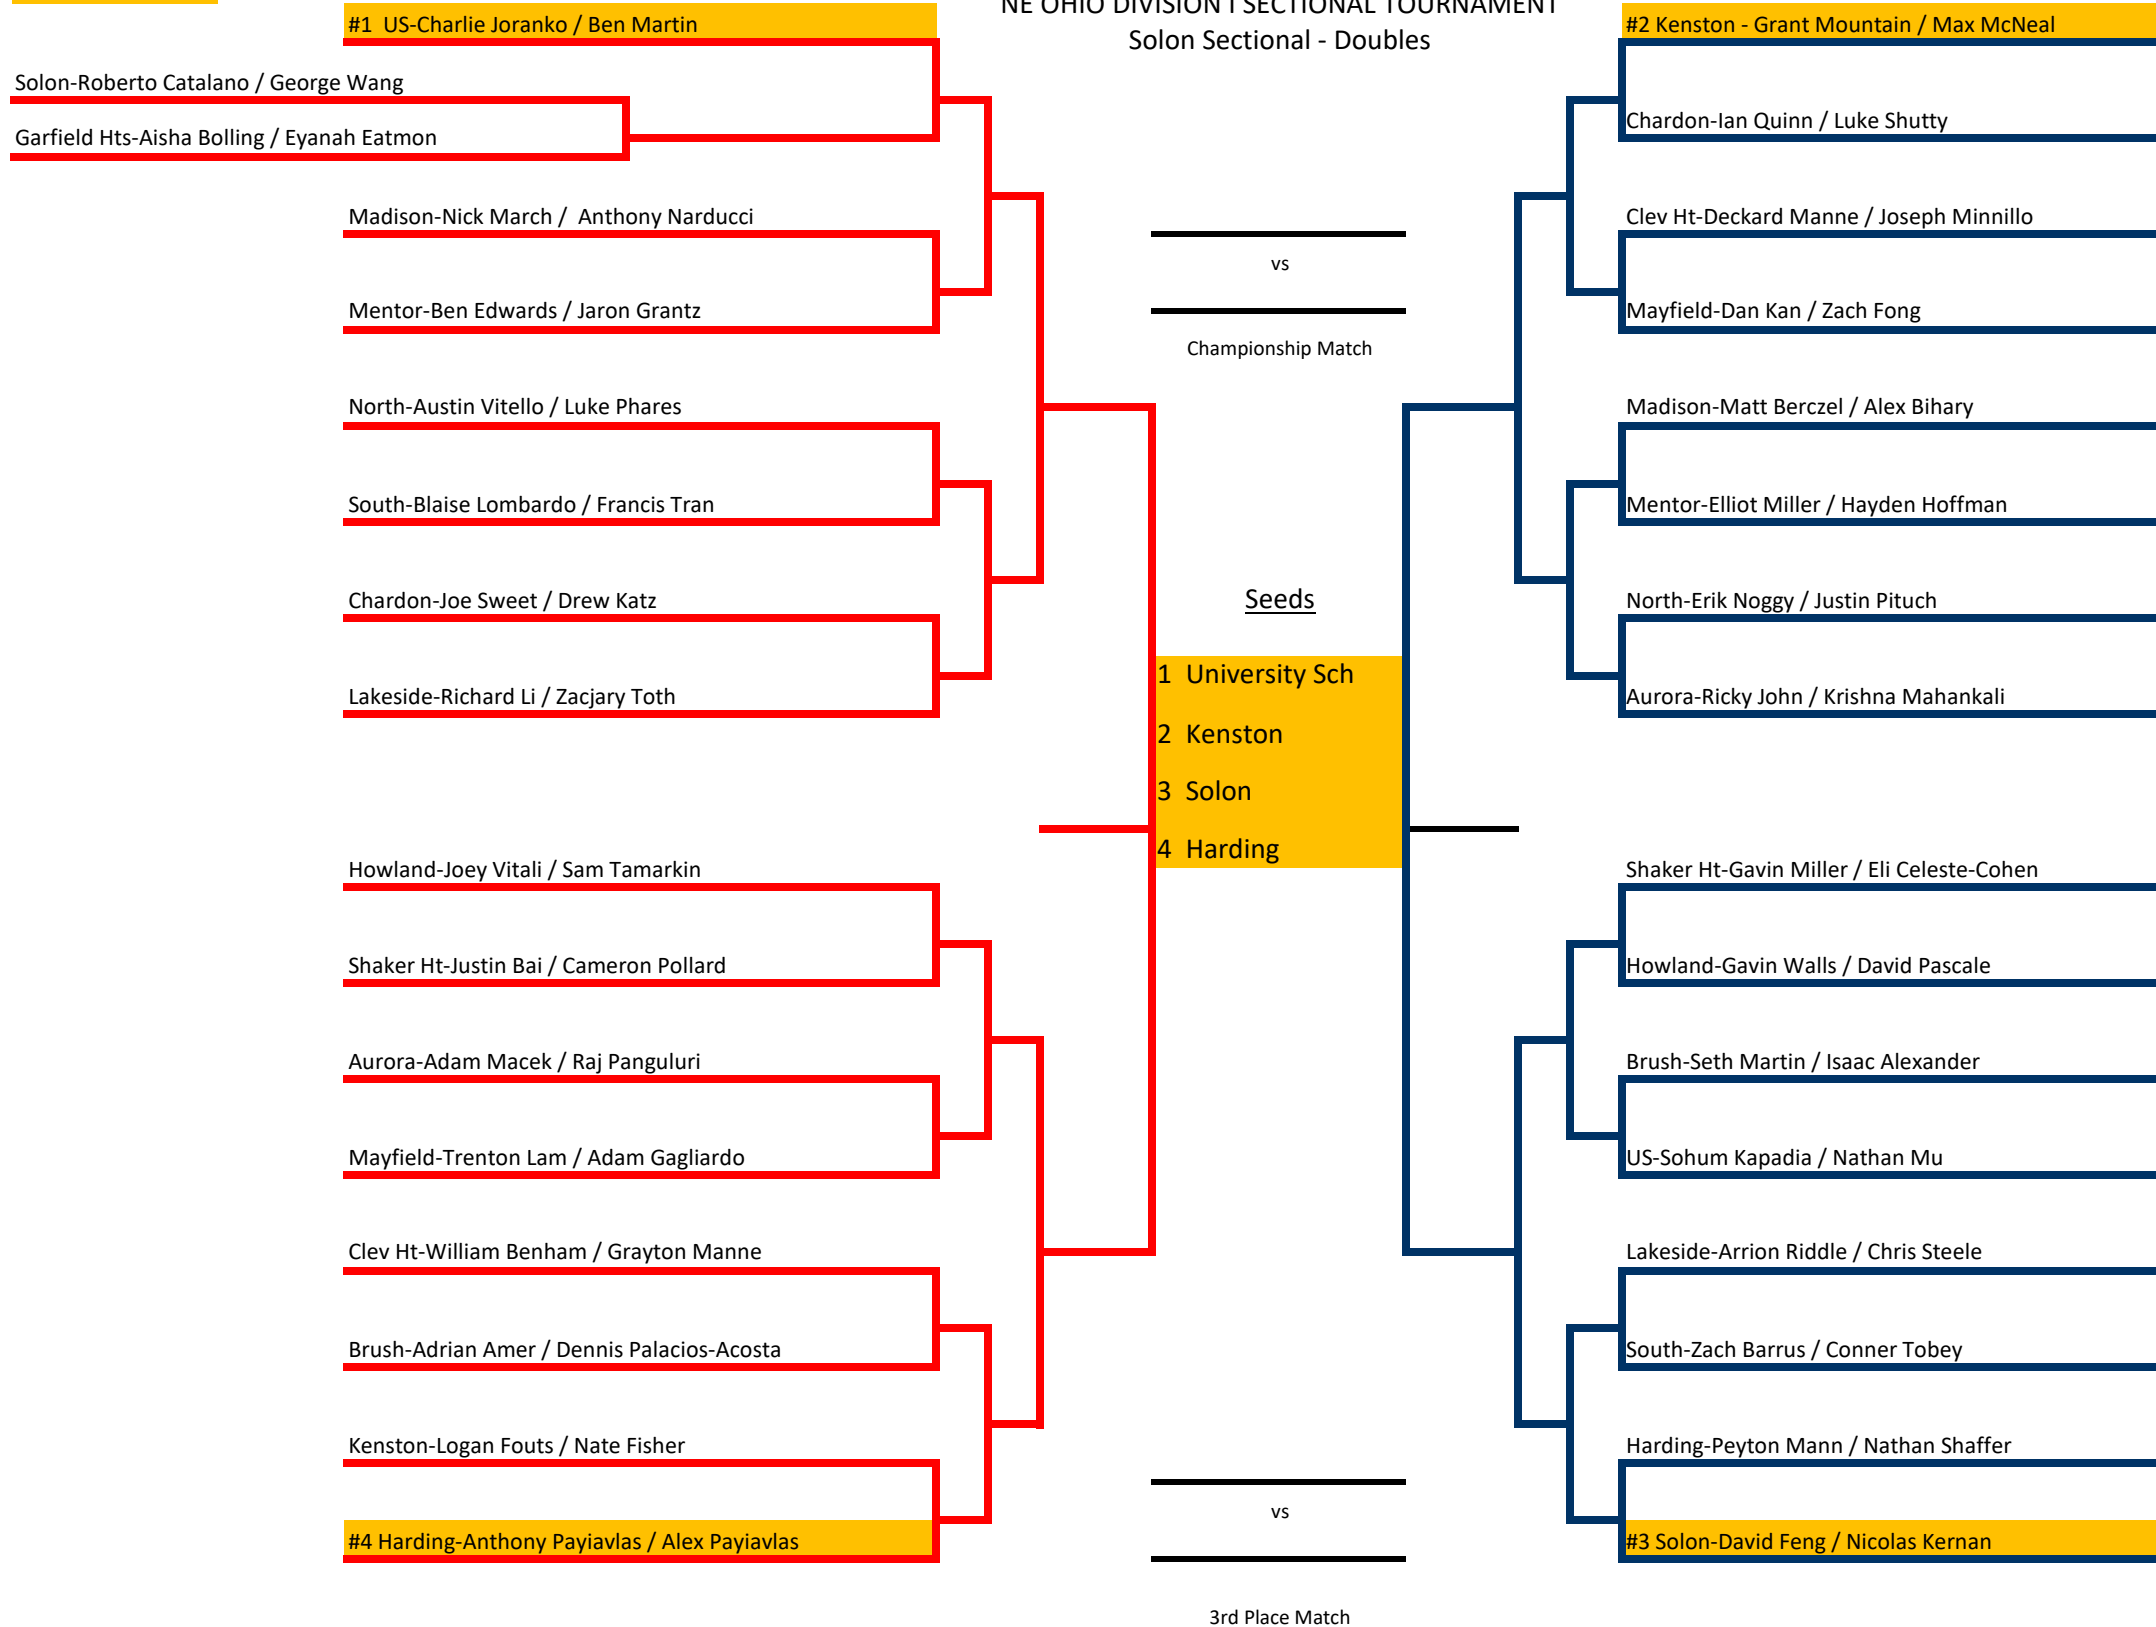 NE OHIO DIVISION I SECTIONAL TOURNAMENT
Solon Sectional - Doubles
#1  US-Charlie Joranko / Ben Martin
Solon-Roberto Catalano / George Wang
Garfield Hts-Aisha Bolling / Eyanah Eatmon
Madison-Nick March /  Anthony Narducci
Mentor-Ben Edwards / Jaron Grantz
North-Austin Vitello / Luke Phares
South-Blaise Lombardo / Francis Tran
Chardon-Joe Sweet / Drew Katz
Lakeside-Richard Li / Zacjary Toth
Howland-Joey Vitali / Sam Tamarkin
Shaker Ht-Justin Bai / Cameron Pollard
Aurora-Adam Macek / Raj Panguluri
Mayfield-Trenton Lam / Adam Gagliardo
Clev Ht-William Benham / Grayton Manne
Brush-Adrian Amer / Dennis Palacios-Acosta
Kenston-Logan Fouts / Nate Fisher
#4 Harding-Anthony Payiavlas / Alex Payiavlas
vs
Championship Match
Seeds
1  University Sch
2  Kenston
3  Solon
4  Harding
vs
3rd Place Match
#2 Kenston - Grant Mountain / Max McNeal
Chardon-Ian Quinn / Luke Shutty
Clev Ht-Deckard Manne / Joseph Minnillo
Mayfield-Dan Kan / Zach Fong
Madison-Matt Berczel / Alex Bihary
Mentor-Elliot Miller / Hayden Hoffman
North-Erik Noggy / Justin Pituch
Aurora-Ricky John / Krishna Mahankali
Shaker Ht-Gavin Miller / Eli Celeste-Cohen
Howland-Gavin Walls / David Pascale
Brush-Seth Martin / Isaac Alexander
US-Sohum Kapadia / Nathan Mu
Lakeside-Arrion Riddle / Chris Steele
South-Zach Barrus / Conner Tobey
Harding-Peyton Mann / Nathan Shaffer
#3 Solon-David Feng / Nicolas Kernan